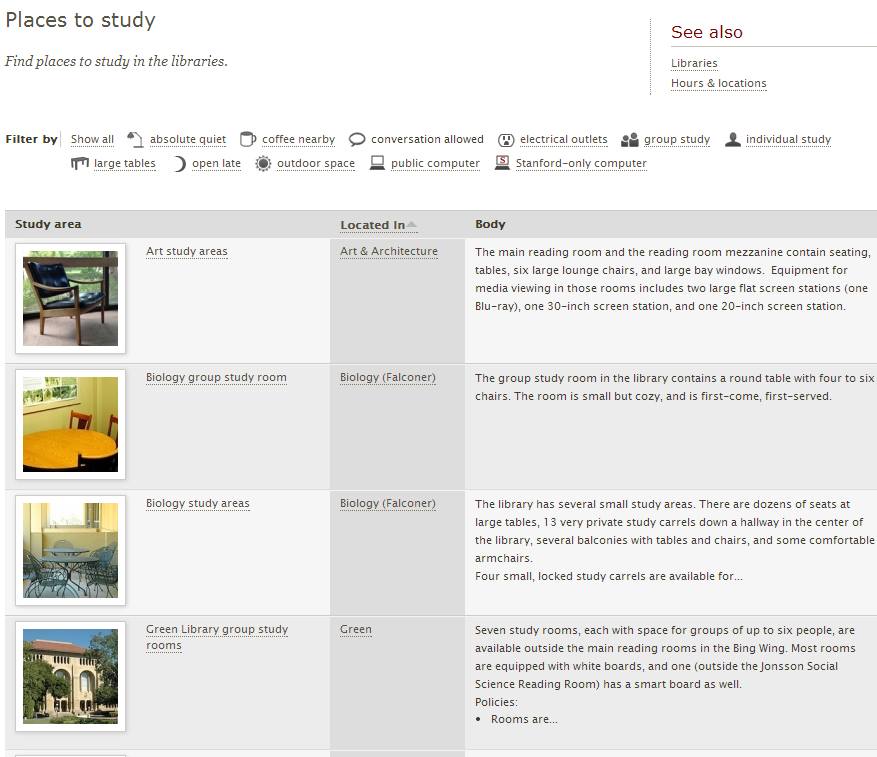 Places to study
Find places to study in the libraries.
See also
Libraries
Hours & locations
Filter by Show all absolute quiet coffee nearby conversation allowed electrical outlets group study individual study
large tables open late outdoor space public computer S Stanford-only computer
Study area Located In Body
Art study areas Art & Architecture
The main reading room and the reading room mezzanine contain seating,
tables, six large lounge chairs, and large bay windows. Equipment for
media viewing in those rooms includes two large flat screen stations (one
Blu-ray), one 30-inch screen station, and one 20-inch screen station.
Biology group study room Biology (Falconer)
The group study room in the library contains a round table with four to six
chairs. The room is small but cozy, and is first-come, first-served.
Biology study areas Biology (Falconer)
The library has several small study areas. There are dozens of seats at
large tables, 13 very private study carrels down a hallway in the center of
the library, several balconies with tables and chairs, and some comfortable
armchairs.
Four small, locked study carrels are available for...
Green Library group study
rooms
Green
Seven study rooms, each with space for groups of up to six people, are
available outside the main reading rooms in the Bing Wing. Most rooms
are equipped with white boards, and one (outside the Jonsson Social
Science Reading Room) has a smart board as well.
Policies:
• Rooms are...